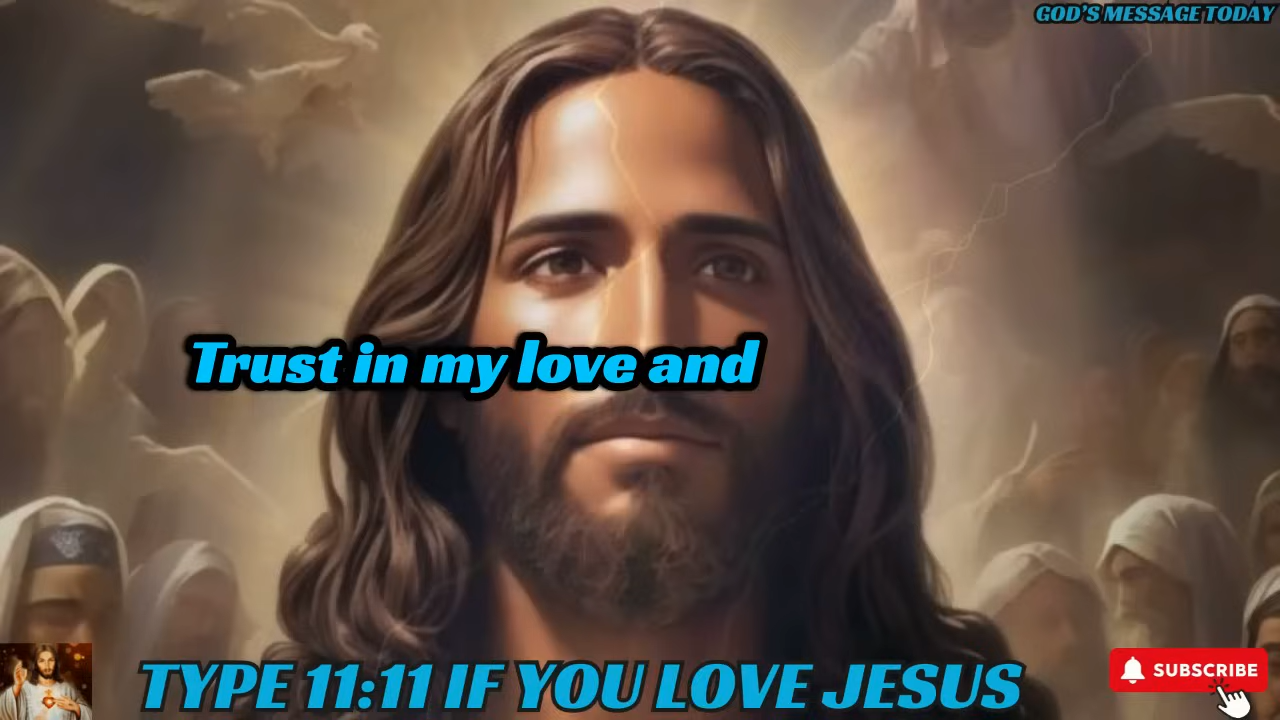 GOD'S MESSAGE TODAY
Trust in my love and
TYPE 11:11 IF YOU LOVE JESUS
SUBSCRIBE